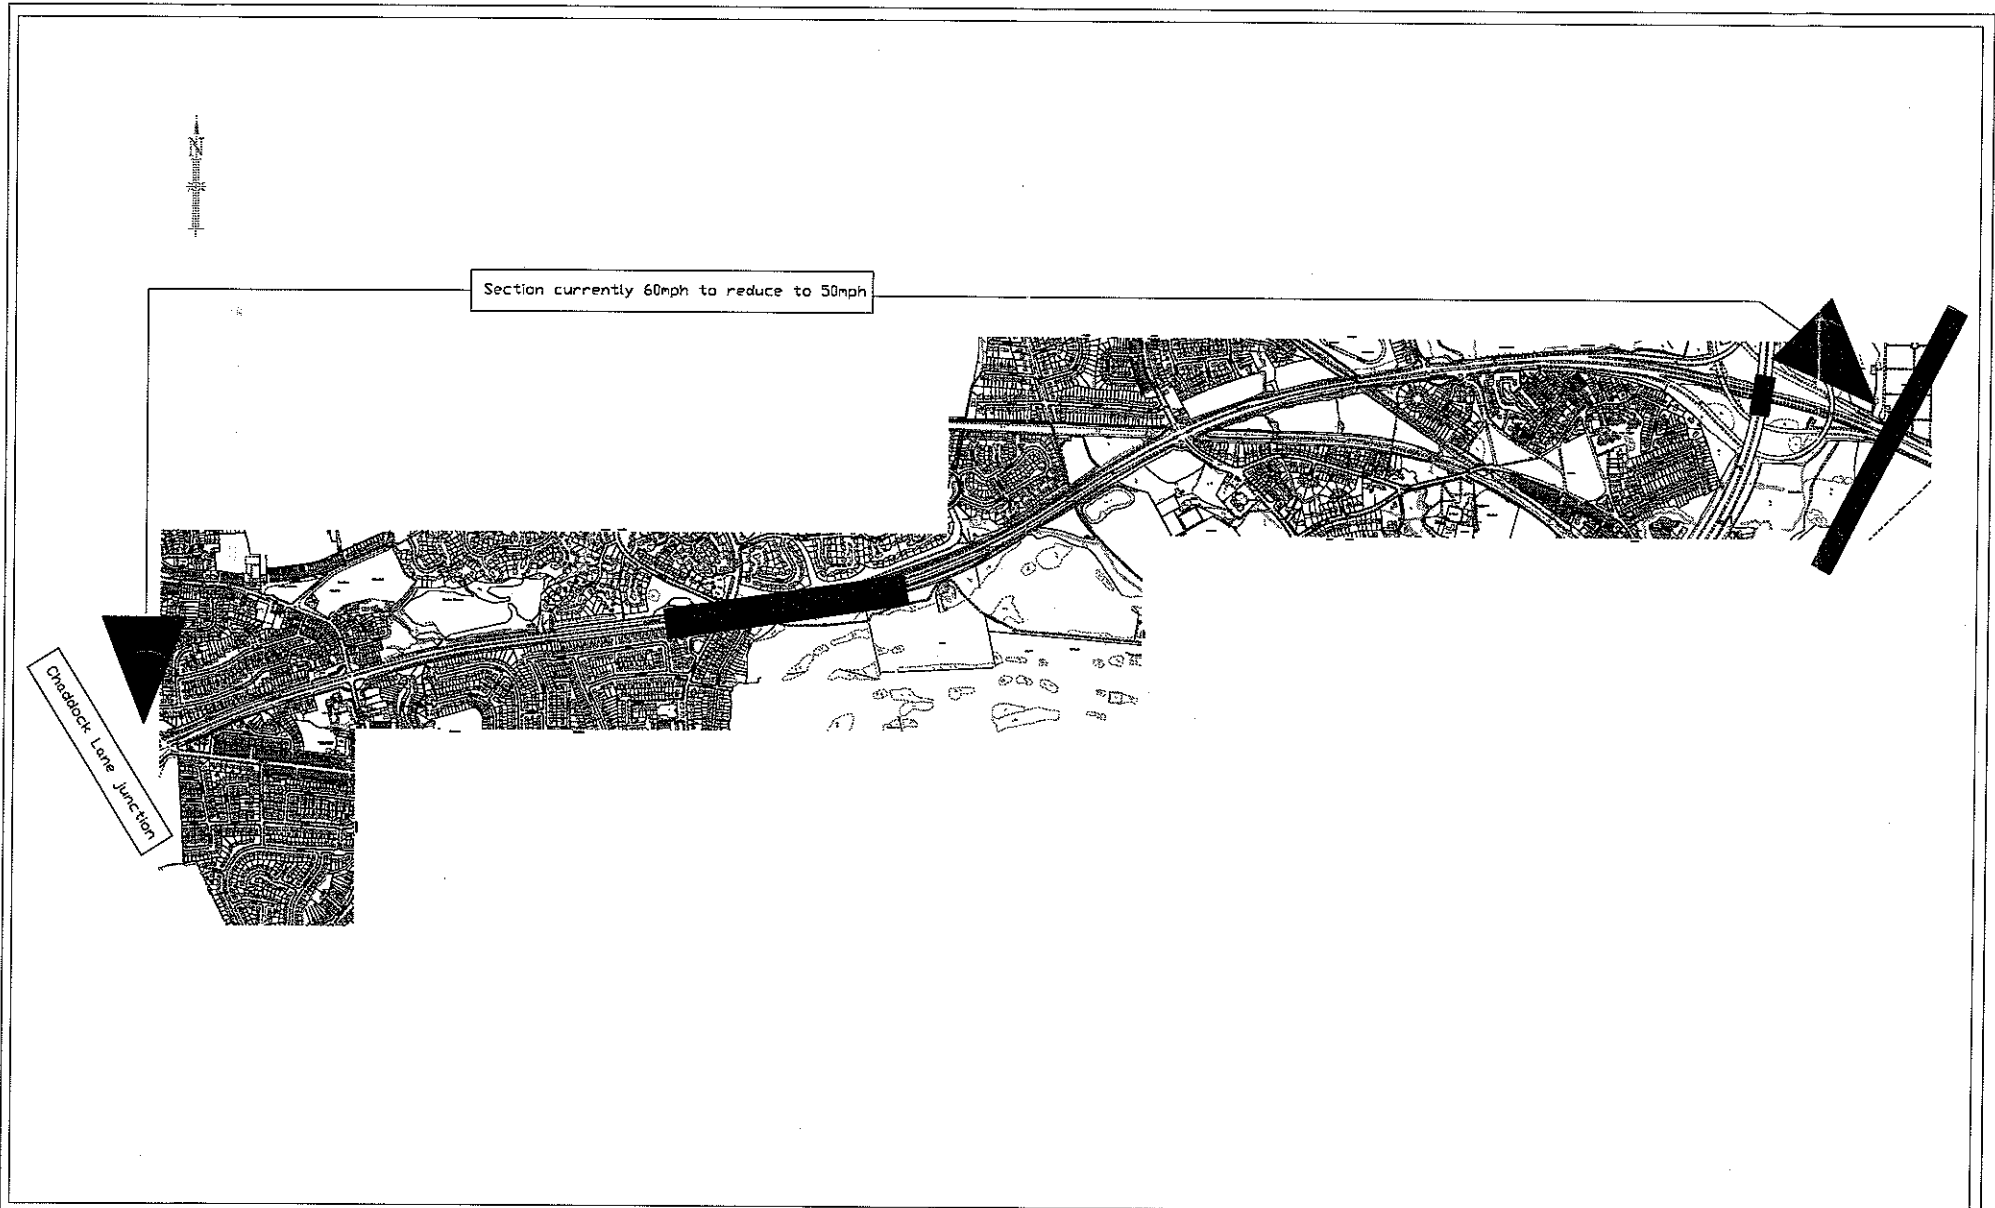 N
Section currently 60mph to reduce to 50mph
Chaddock Lane junction